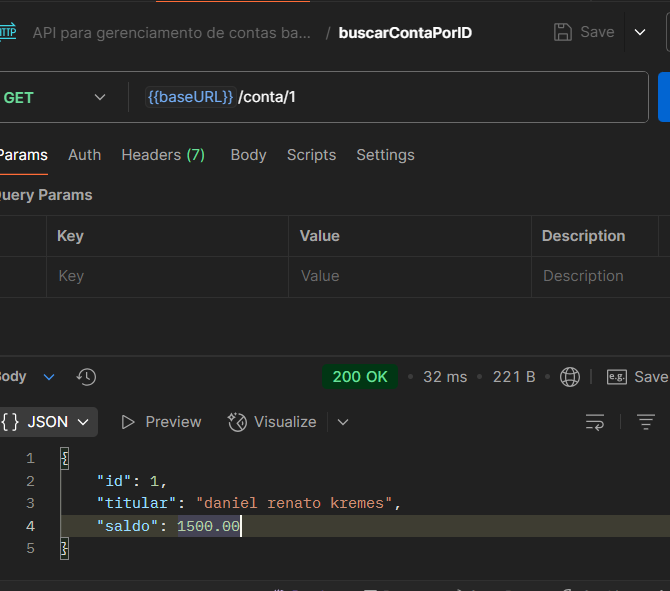 HTTP API para gerenciamento de contas ba... / buscarContaPorID Save
GET {{baseURL}} /conta/1
Params Auth Headers (7) Body Scripts Settings
Query Params
Key Value Description
Key Value Description
Body 200 OK • 32 ms • 221 B • e.g. Save
{} JSON Preview Visualize
1 {
2 "id": 1,
3 "titular": "daniel renato kremes",
4 "saldo": 1500.00
5 }